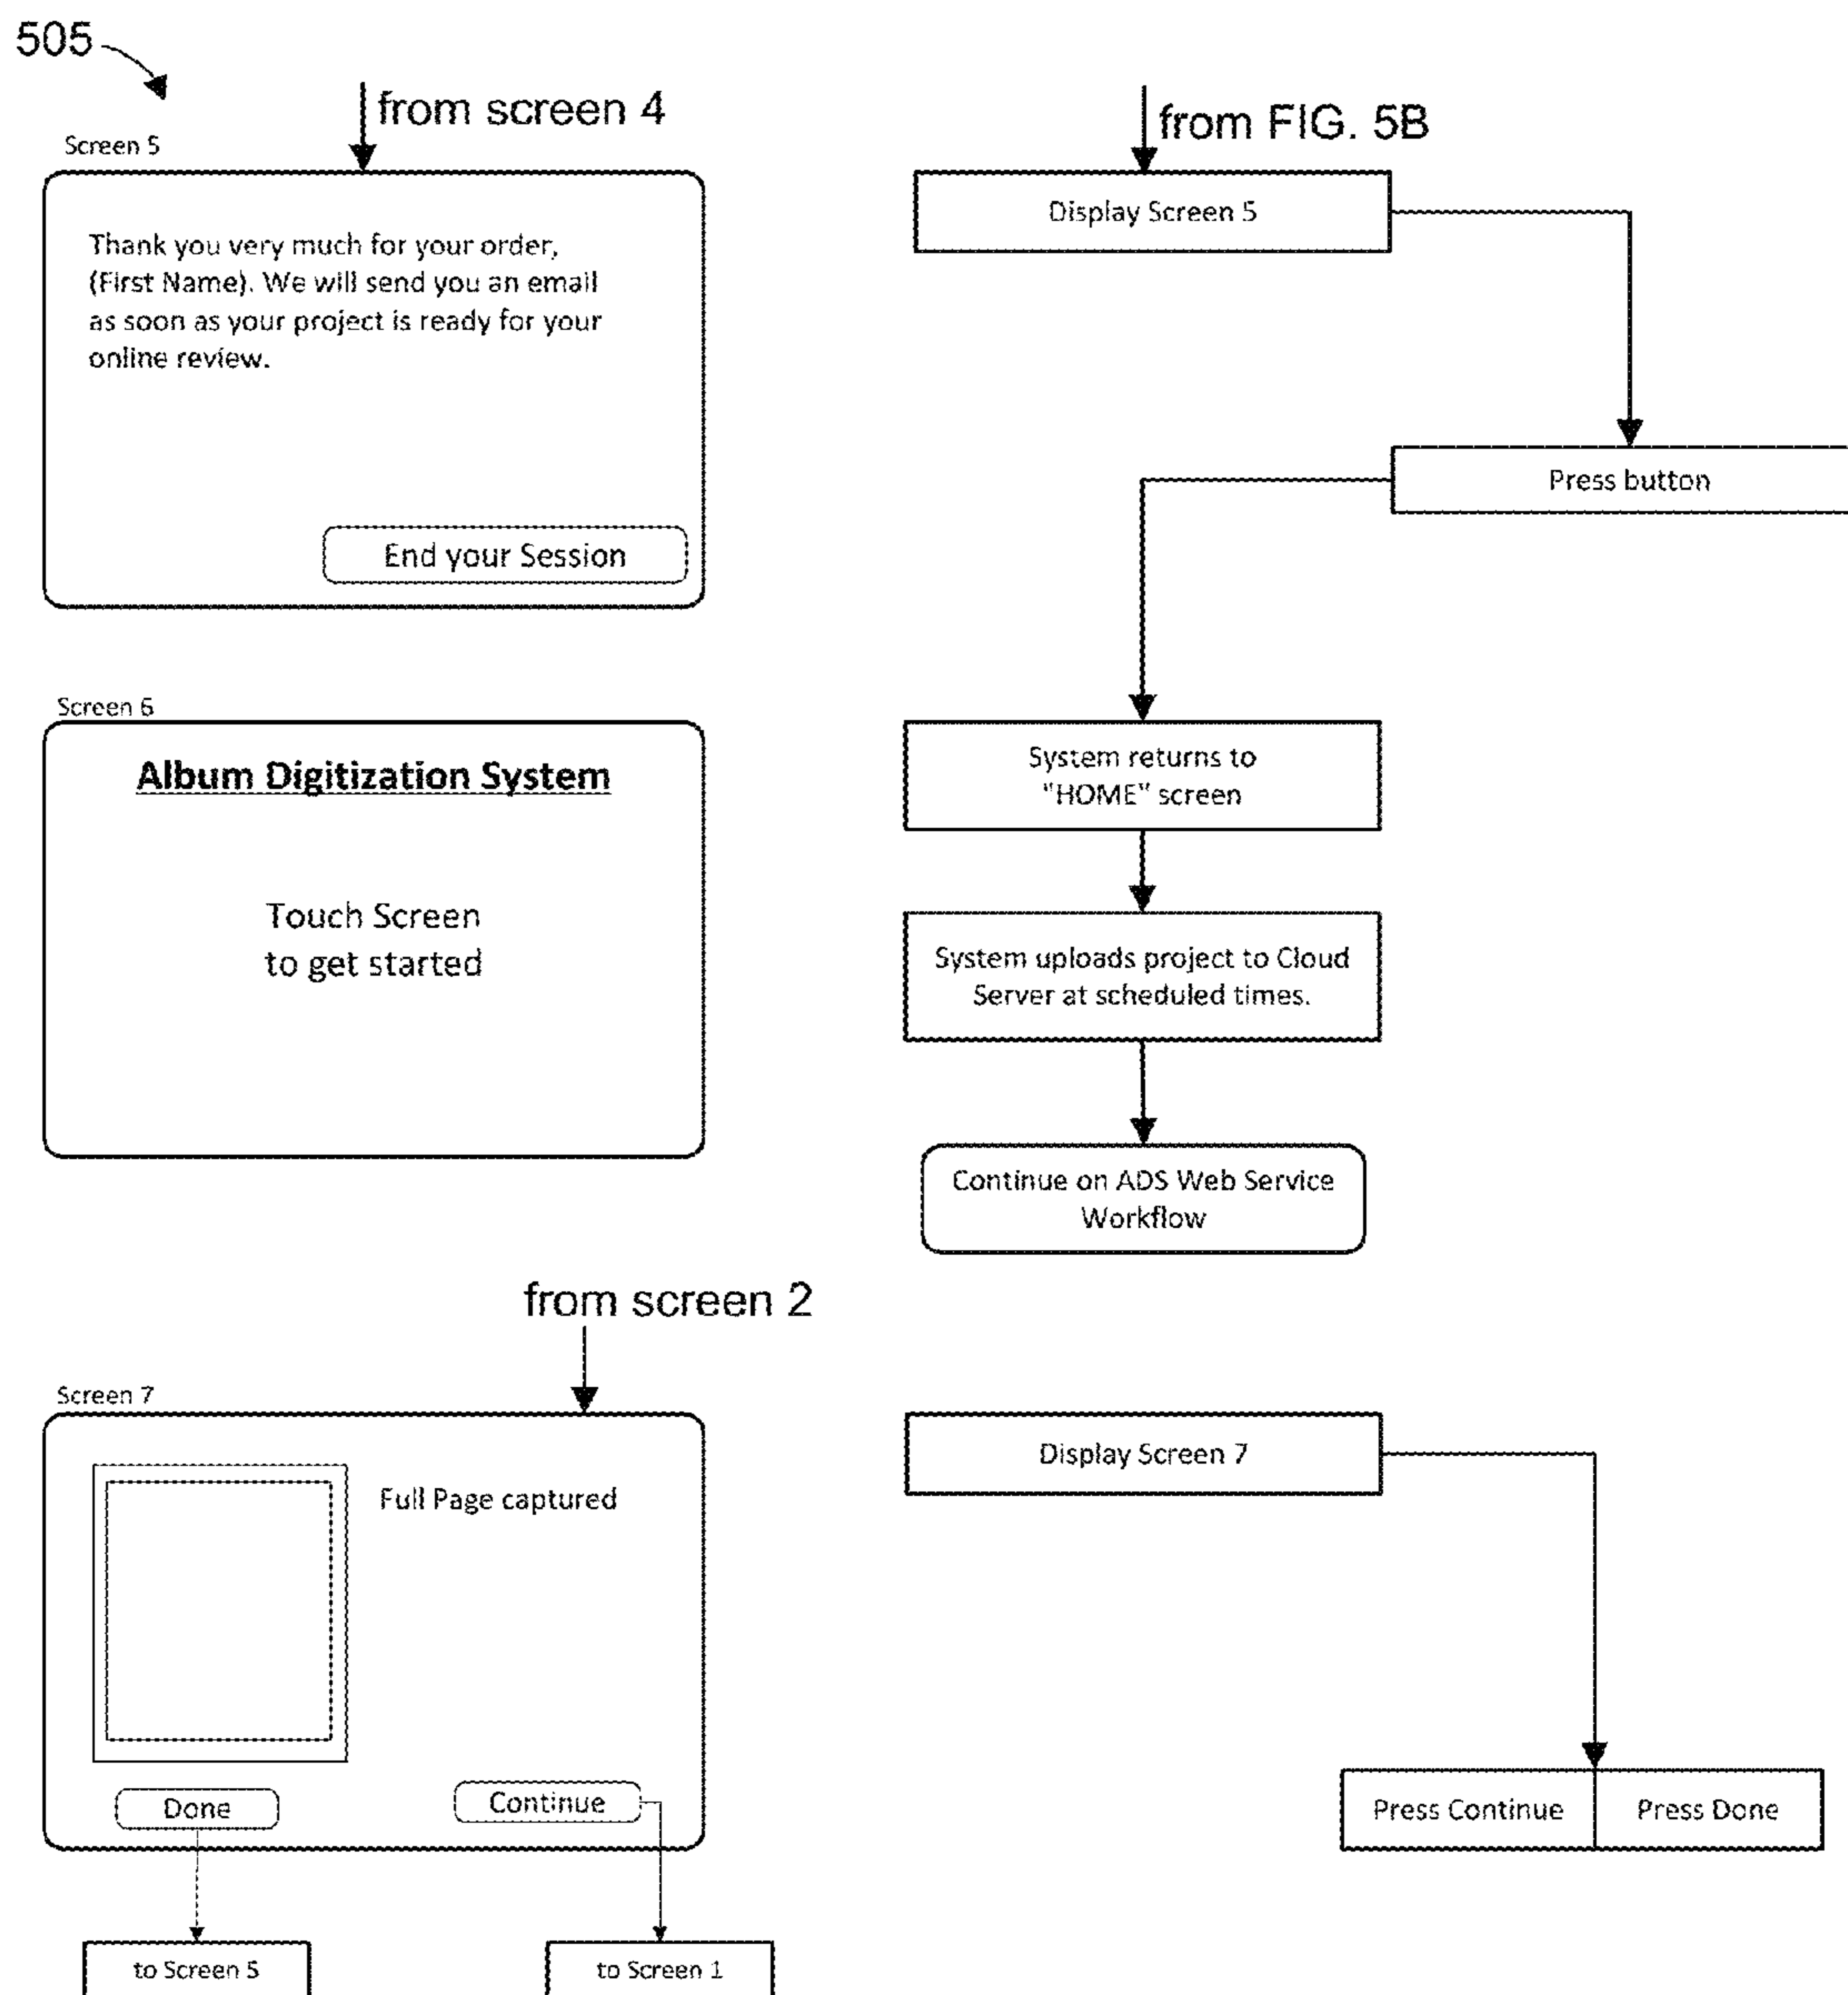 505
from screen 4
from FIG. 5B
Screen 5
Thank you very much for your order,
(First Name). We will send you an email
as soon as your project is ready for your
online review.
End your Session
Display Screen 5
Press button
Screen 6
Album Digitization System
Touch Screen
to get started
System returns to
"HOME" screen
System uploads project to Cloud
Server at scheduled times.
Continue on ADS Web Service
Workflow
from screen 2
Screen 7
Full Page captured
Done
Continue
to Screen 5
to Screen 1
Display Screen 7
Press Continue
Press Done